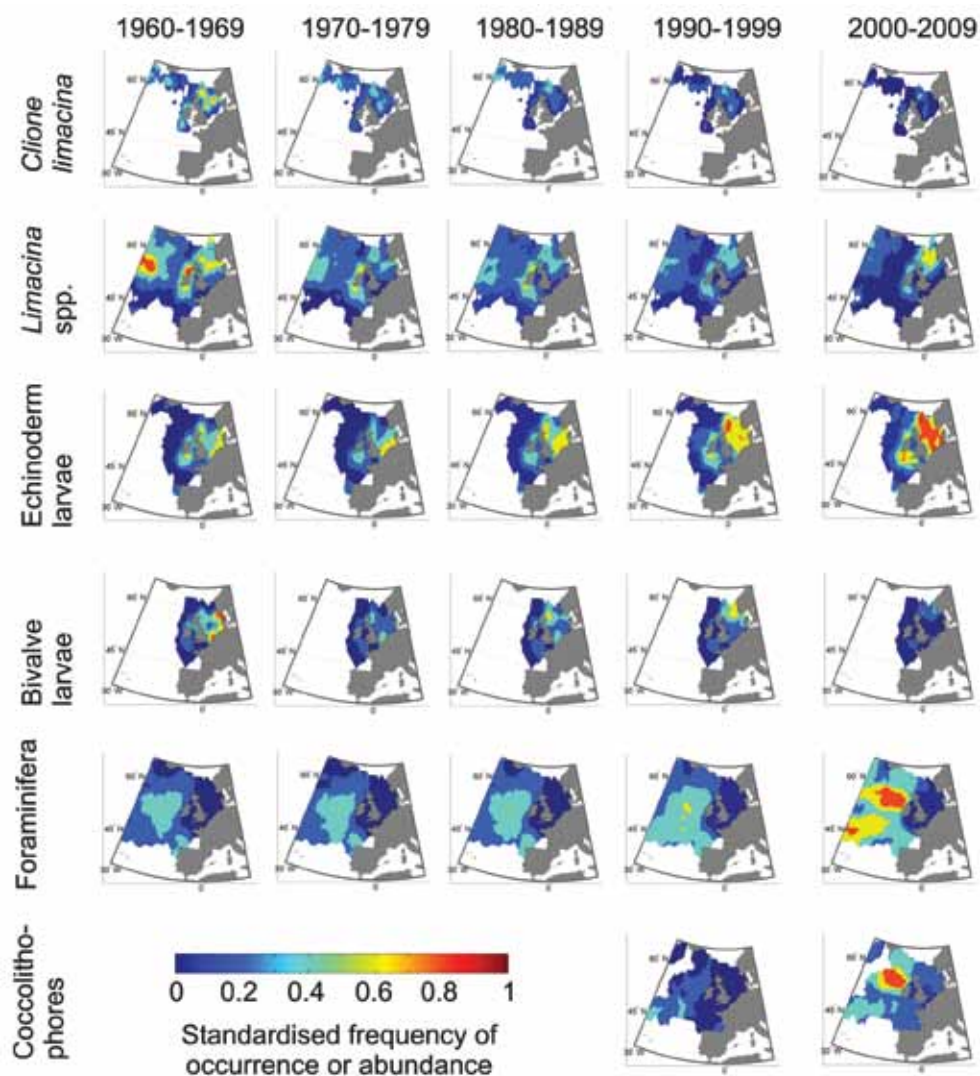 1960-1969 1970-1979 1980-1989 1990-1999 2000-2009
Clione
limacina
Limacina
spp.
Echinoderm
larvae
Bivalve
larvae
Foraminifera
Coccolitho-
phores
0 0.2 0.4 0.6 0.8 1
Standardised frequency of
occurrence or abundance